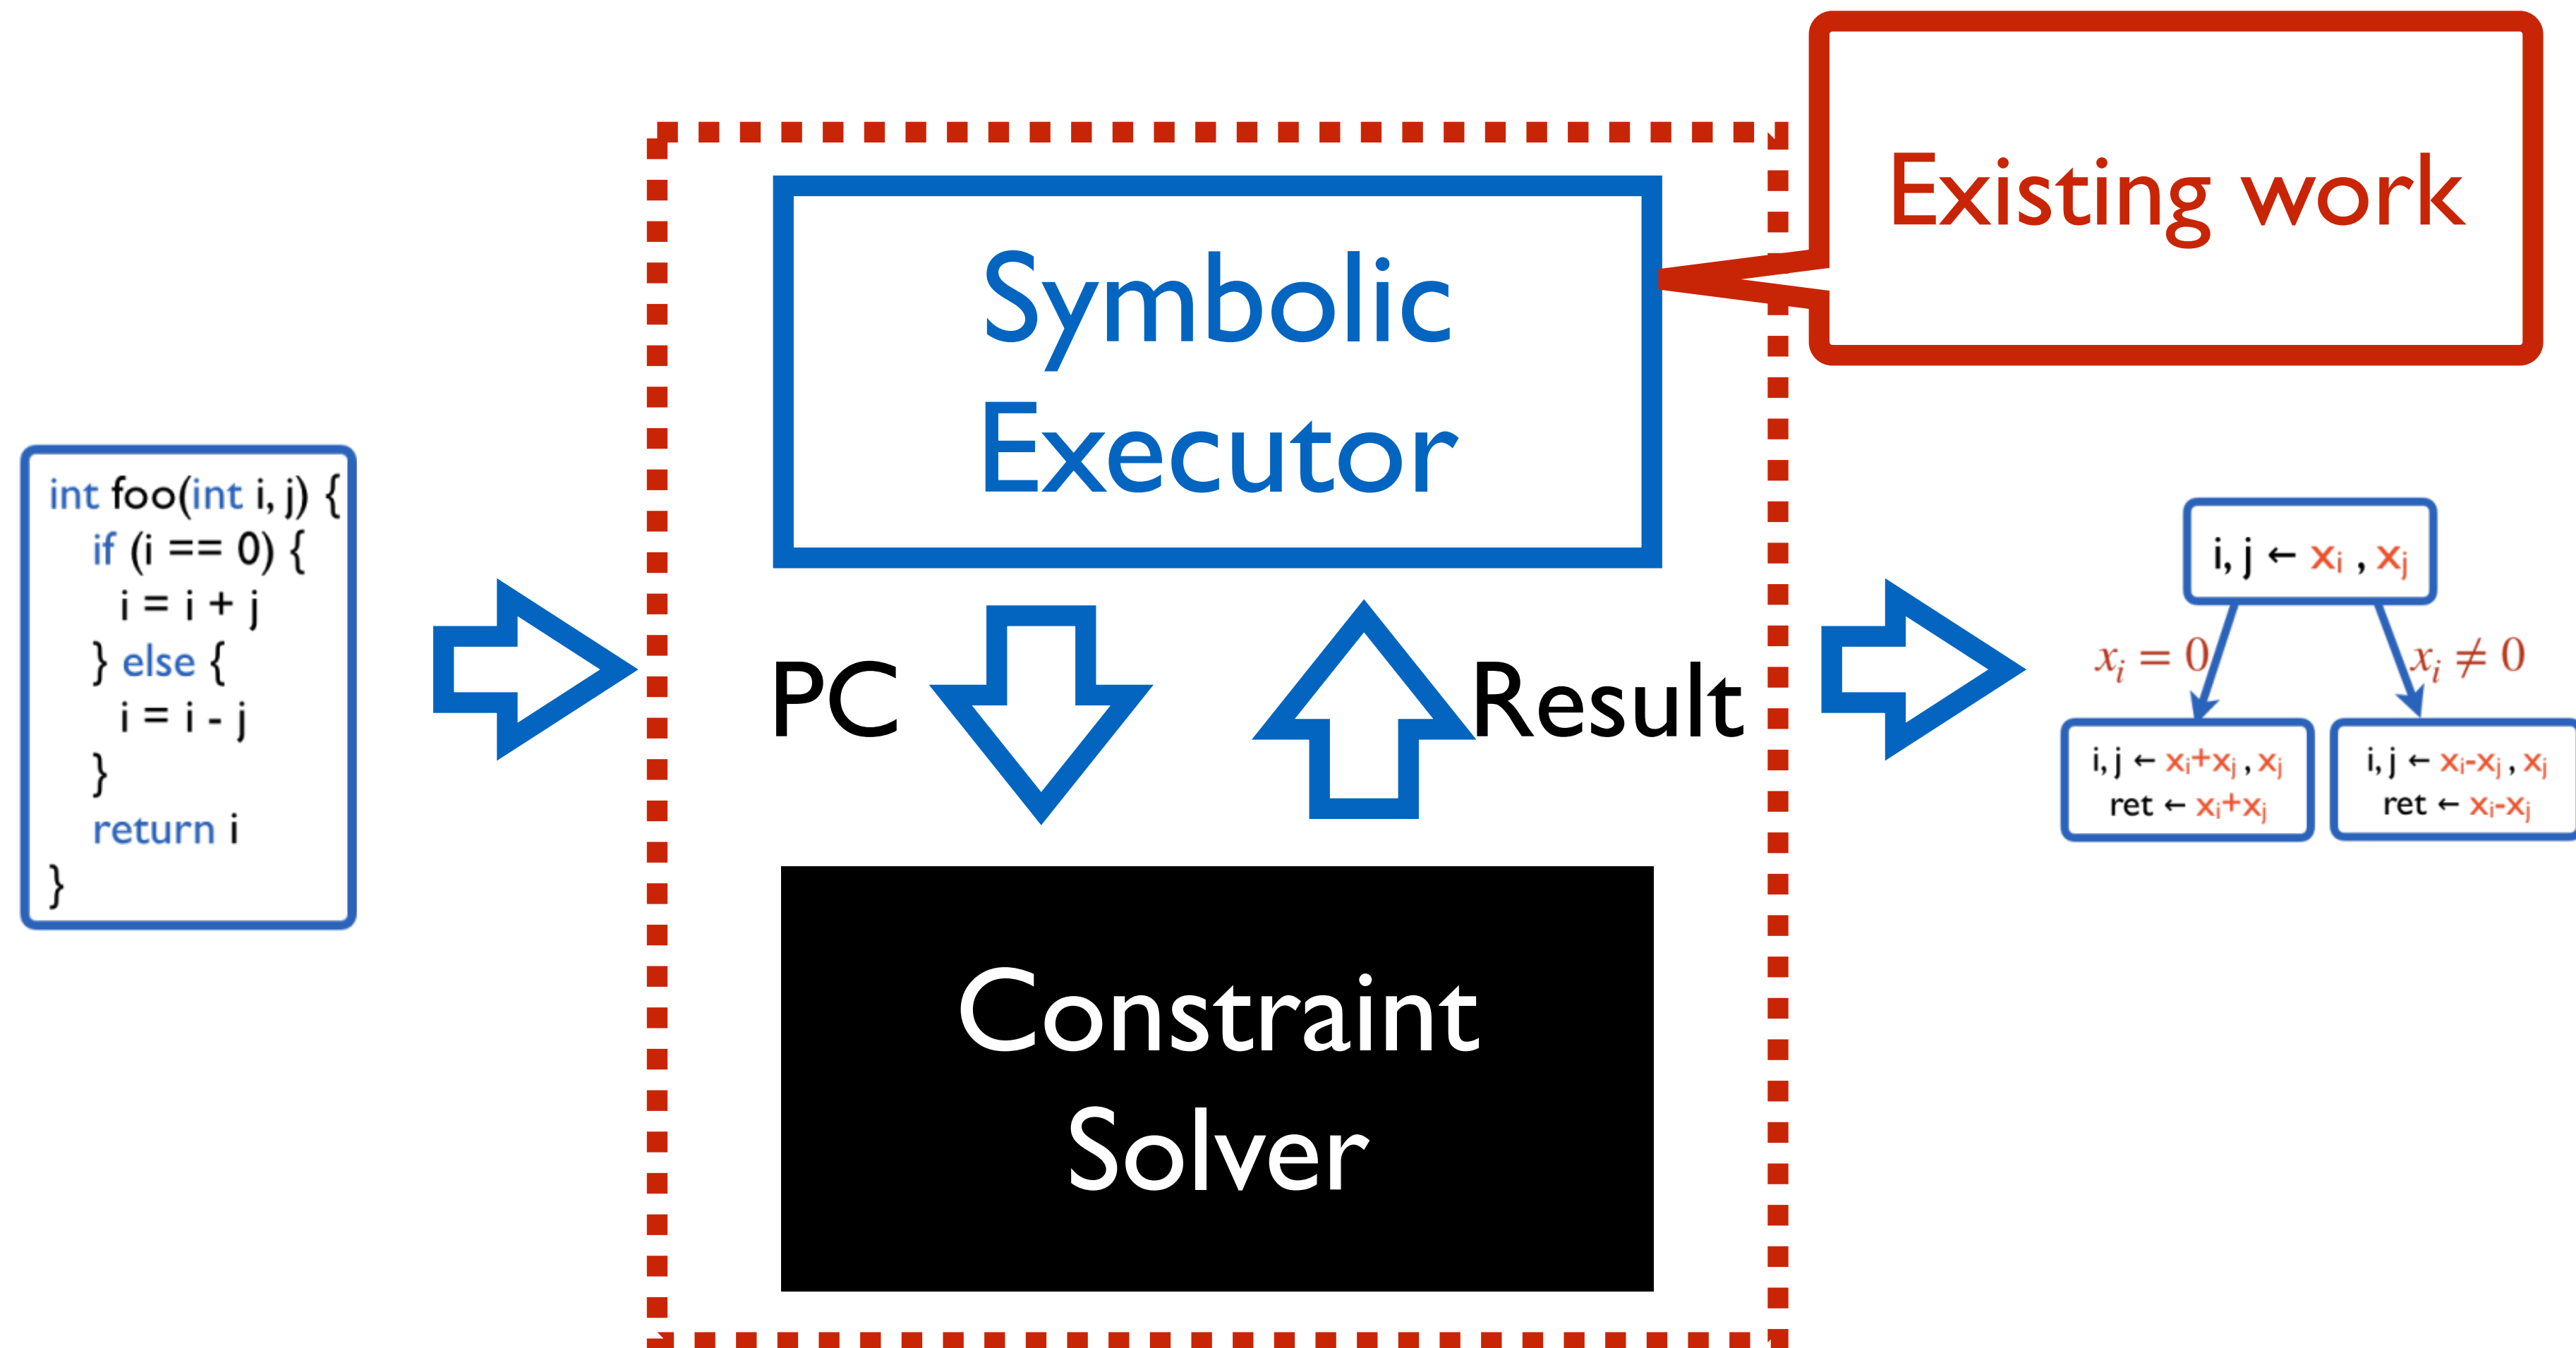 int foo(int i, j) {
if (i == 0) {
i = i + j
} else {
i = i - j
}
return i
}
Symbolic
Executor
PC
Result
Constraint
Solver
Existing work
i, j ← xᵢ , xⱼ
xᵢ = 0
xᵢ ≠ 0
i, j ← xᵢ+xⱼ , xⱼ
ret ← xᵢ+xⱼ
i, j ← xᵢ-xⱼ , xⱼ
ret ← xᵢ-xⱼ